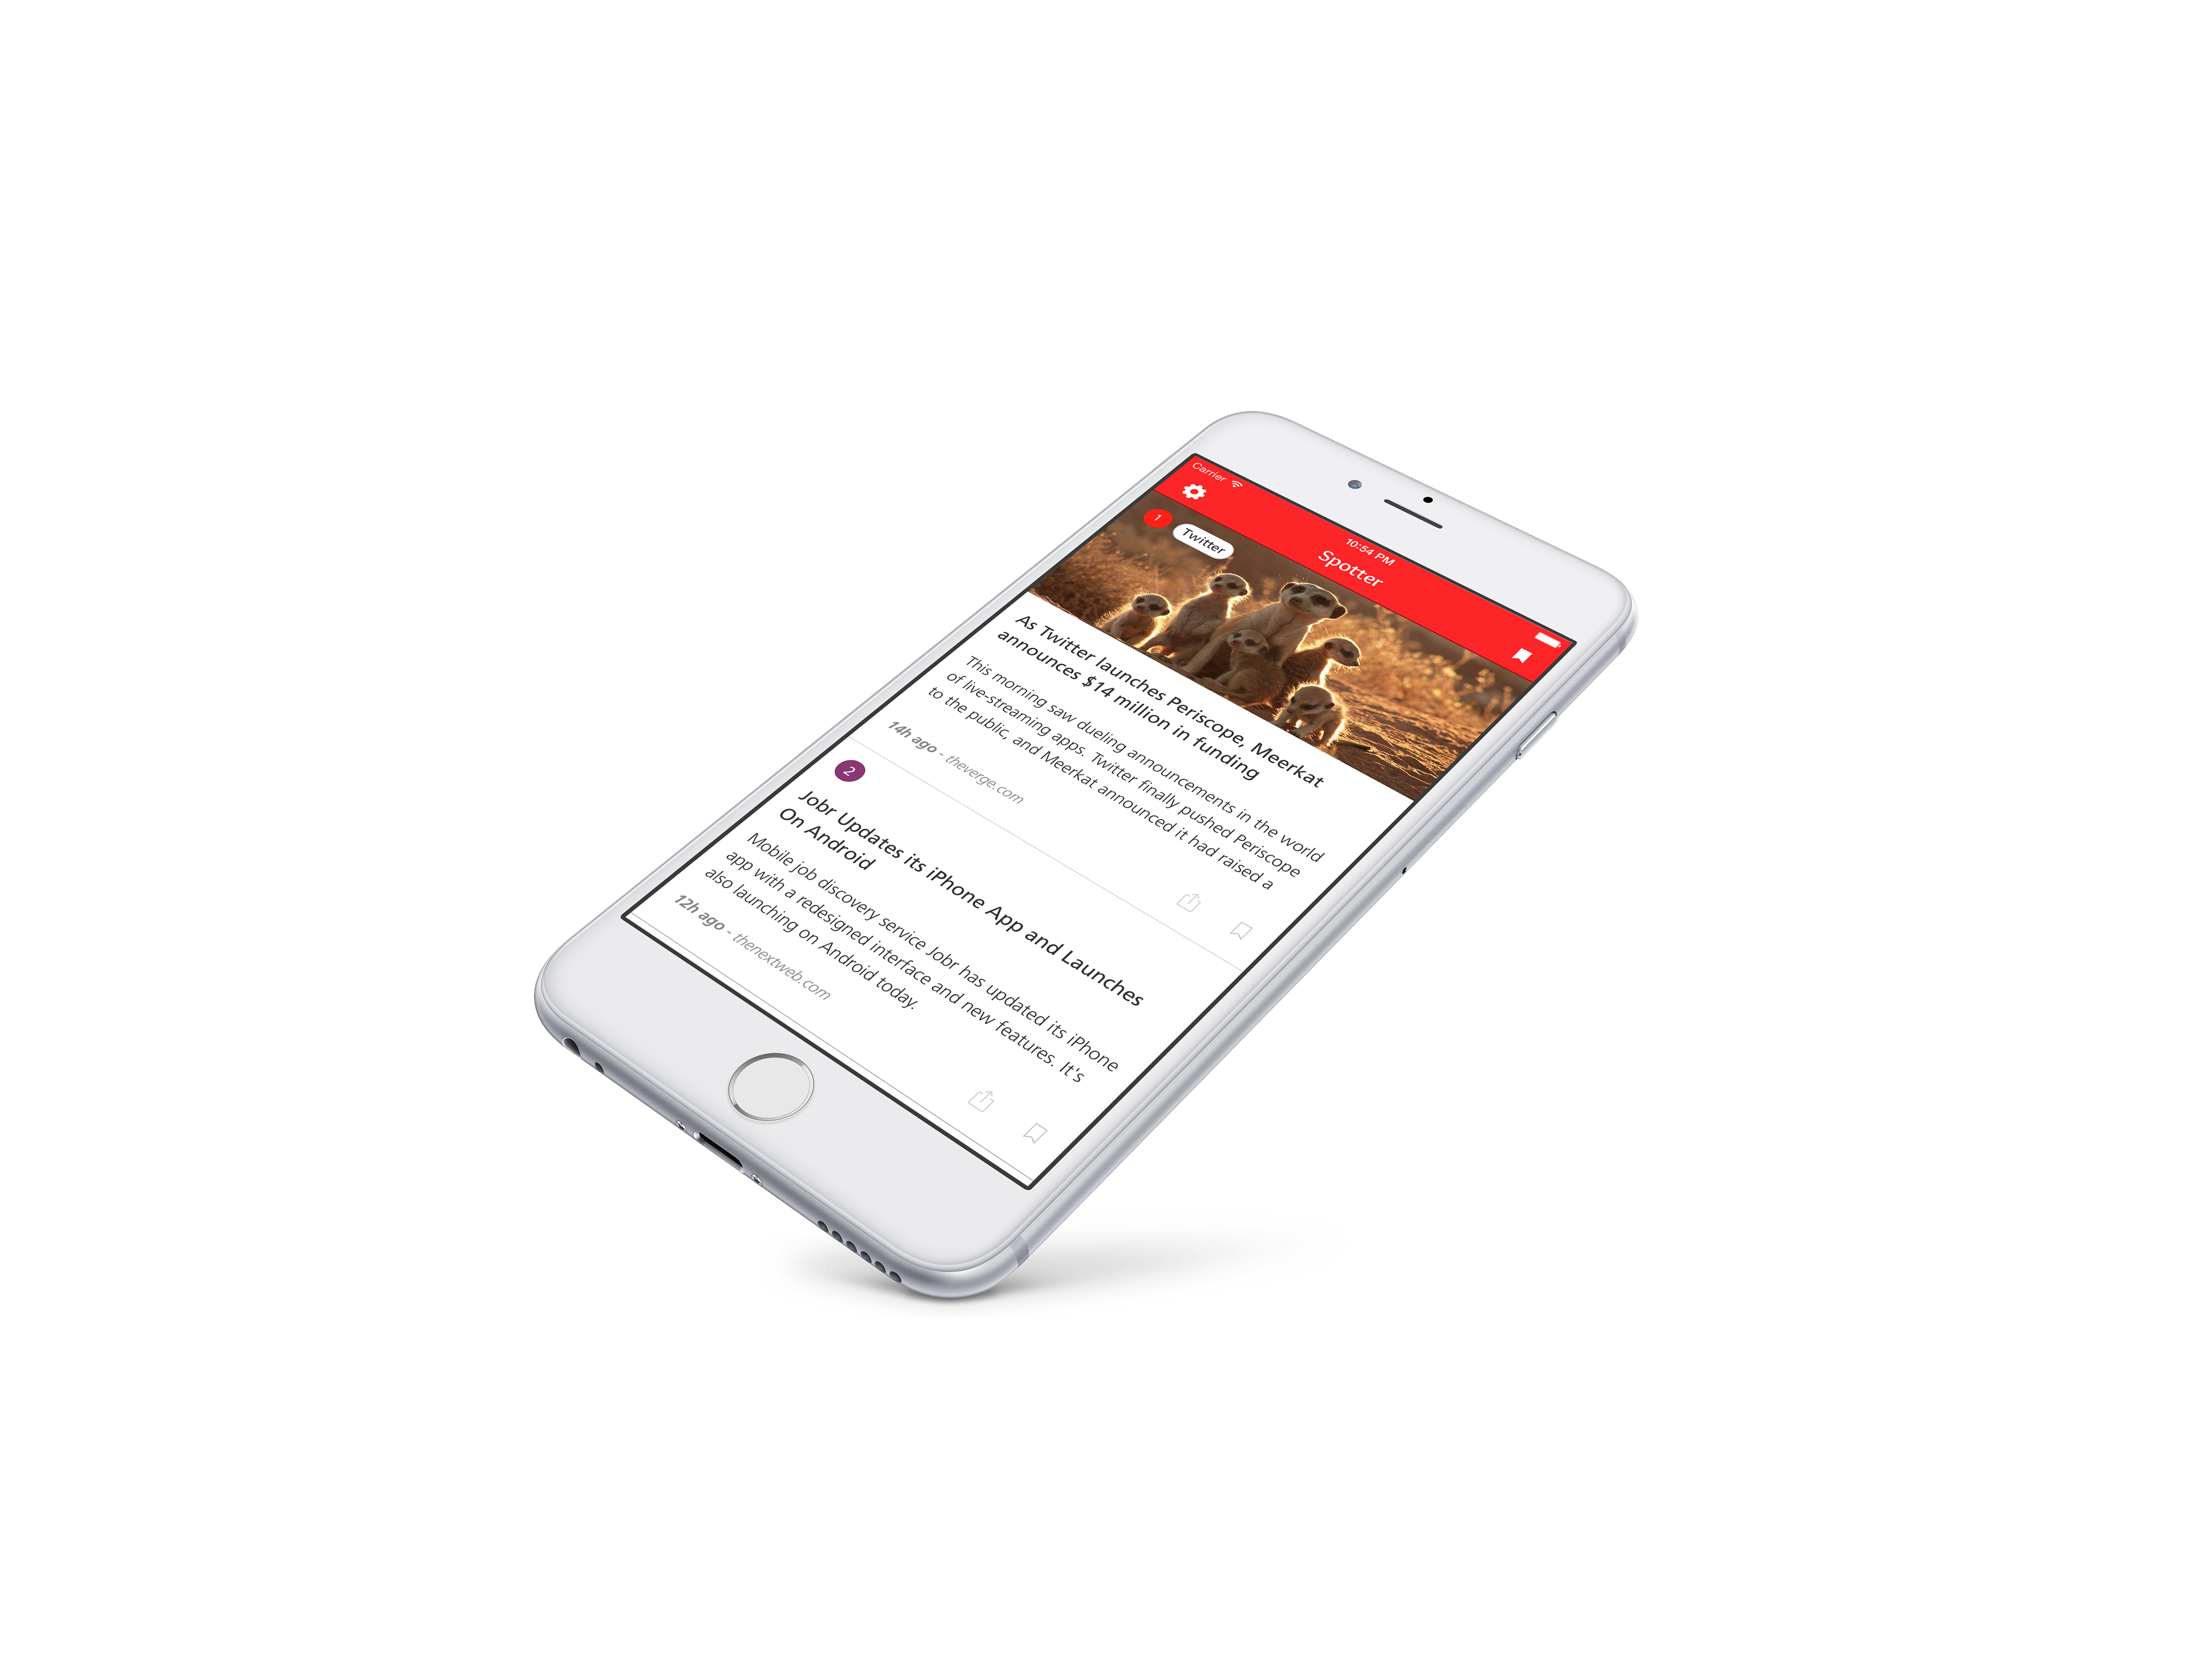 Carrier
10:54 PM
Spotter
1
Twitter
As Twitter launches Periscope, Meerkat
announces $14 million in funding
This morning saw dueling announcements in the world
of live-streaming apps. Twitter finally pushed Periscope
to the public, and Meerkat announced it had raised a
14h ago - theverge.com
2
Jobr Updates its iPhone App and Launches
On Android
Mobile job discovery service Jobr has updated its iPhone
app with a redesigned interface and new features. It's
also launching on Android today.
12h ago - thenextweb.com